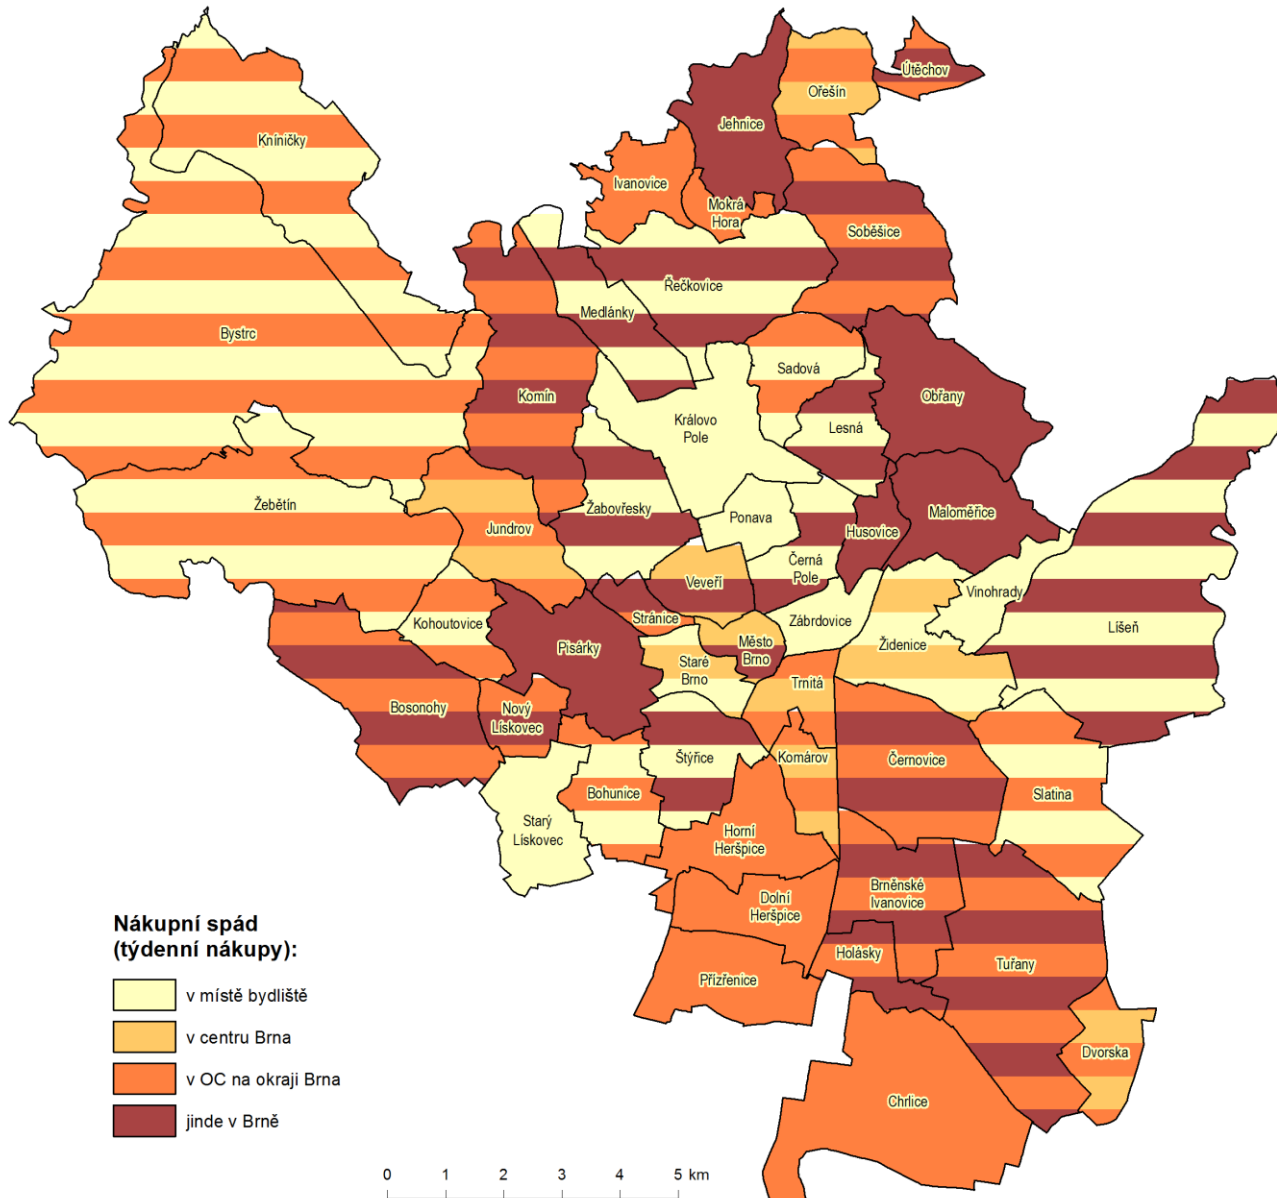 Útěchov
Ořešín
Jehnice
Kníničky
Ivanovice
Mokrá
Hora
Soběšice
Řečkovice
Medlánky
Bystrc
Sadová
Komín
Obřany
Královo
Pole
Lesná
Žebětín
Žabovřesky
Ponava
Maloměřice
Jundrov
Husovice
Černá
Pole
Veveří
Vinohrady
Kohoutovice
Stránice
Zábrdovice
Líšeň
Pisárky
Město
Brno
Židenice
Staré
Brno
Trnitá
Bosonohy
Nový
Lískovec
Štýřice
Komárov
Černovice
Bohunice
Slatina
Starý
Lískovec
Horní
Heršpice
Brněnské
Ivanovice
Dolní
Heršpice
Holásky
Tuřany
Přízřenice
Dvorska
Chrlice
Nákupní spád
(týdenní nákupy):
v místě bydliště
v centru Brna
v OC na okraji Brna
jinde v Brně
0 1 2 3 4 5 km